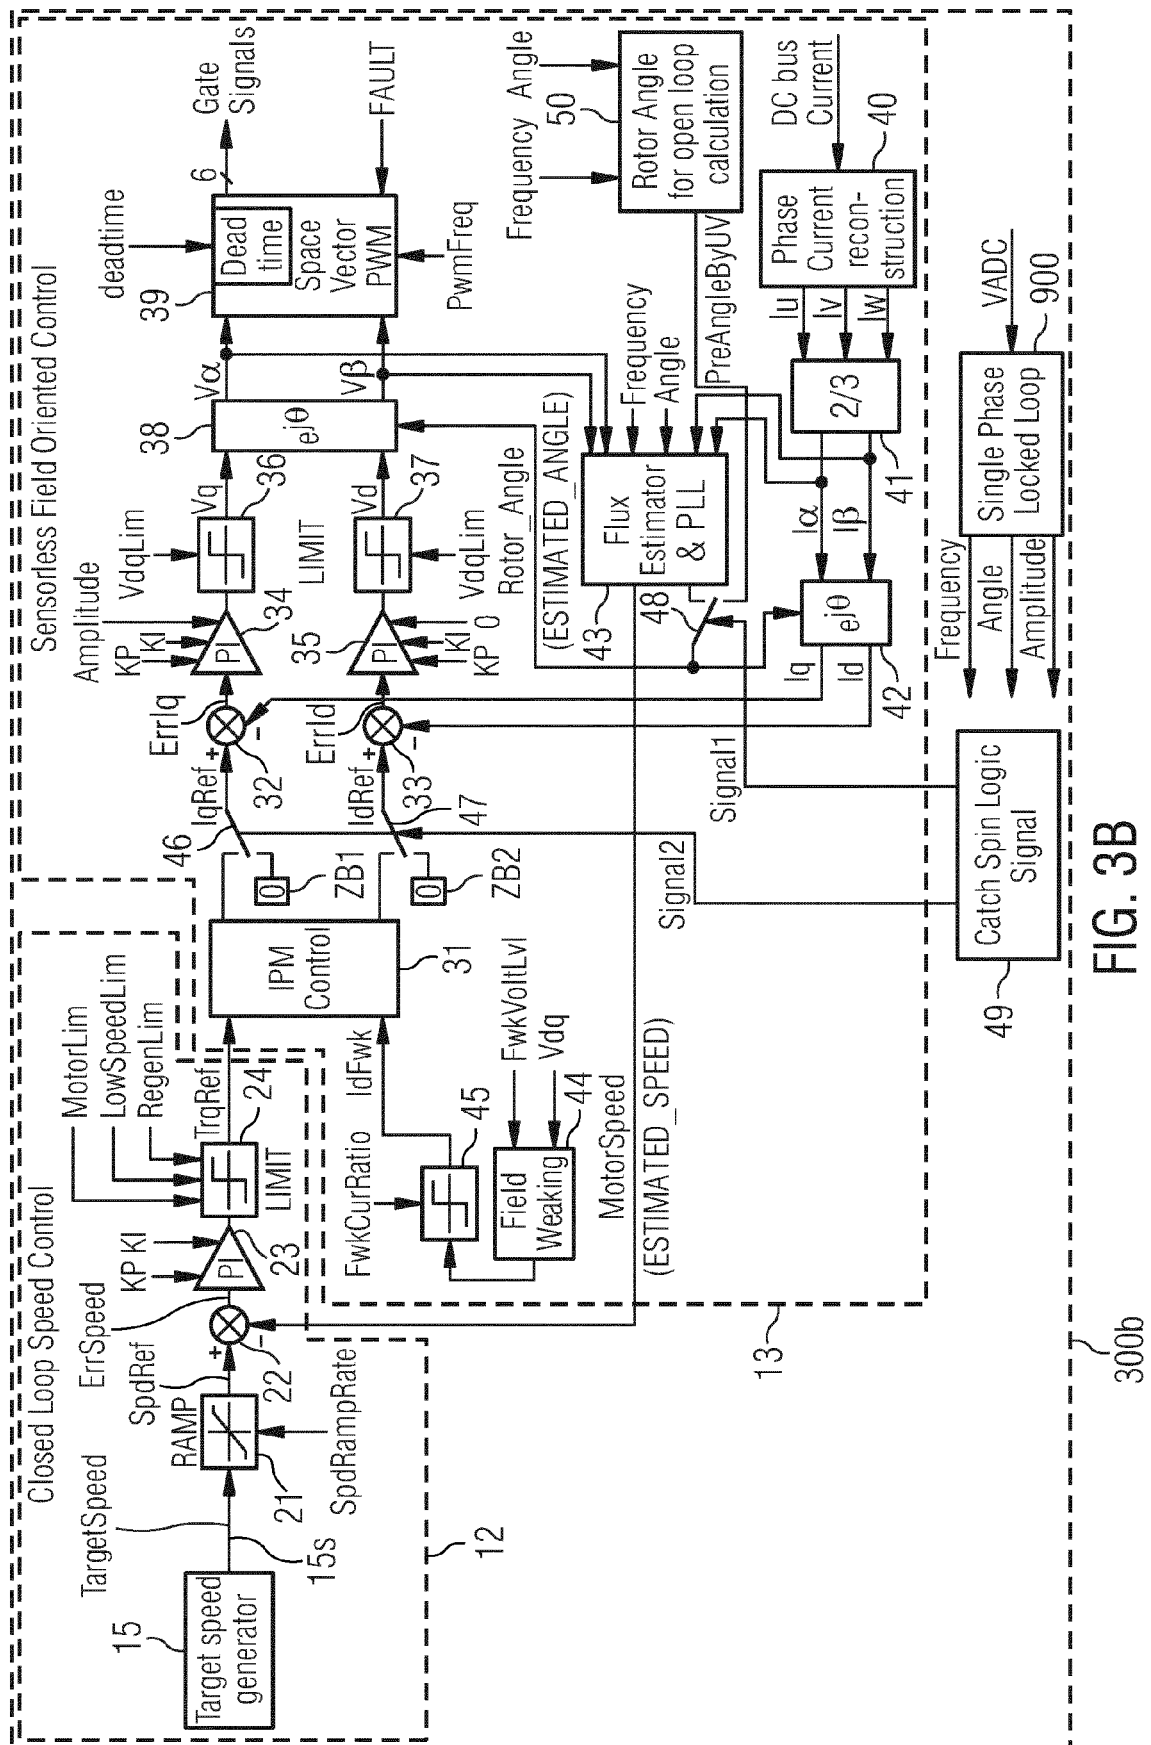 Closed Loop Speed Control
Sensorless Field Oriented Control
15
Target speed
generator
TargetSpeed
15s
RAMP
21
SpdRampRate
SpdRef
ErrSpeed
+
-
22
KP KI
PI
23
MotorLim
LowSpeedLim
RegenLim
LIMIT
24
TrqRef
12
IPM
Control
31
IdFwk
FwkCurRatio
45
Field
Weaking
44
FwkVoltLvl
Vdq
46
0
ZB1
47
0
ZB2
IqRef
+
-
32
ErrIq
IdRef
+
-
33
ErrId
Amplitude
KP
KI
PI
34
35
PI
KP
KI
0
VdqLim
36
Vq
LIMIT
37
Vd
VdqLim
Rotor_Angle
(ESTIMATED_ANGLE)
38
ejθ
Vα
Vβ
deadtime
39
Dead
time
Space
Vector
PWM
6
Gate
Signals
FAULT
PwmFreq
Frequency
Angle
50
Rotor Angle
for open loop
calculation
PreAngleByUV
DC bus
Current
40
Phase
Current
recon-
struction
Iu
Iv
Iw
2/3
41
Iα
Iβ
ejθ
42
Iq
Id
Frequency
Angle
Flux
Estimator
& PLL
43
48
MotorSpeed
(ESTIMATED_SPEED)
Signal1
Signal2
13
Catch Spin Logic
Signal
49
VADC
900
Single Phase
Locked Loop
Frequency
Angle
Amplitude
300b
FIG. 3B